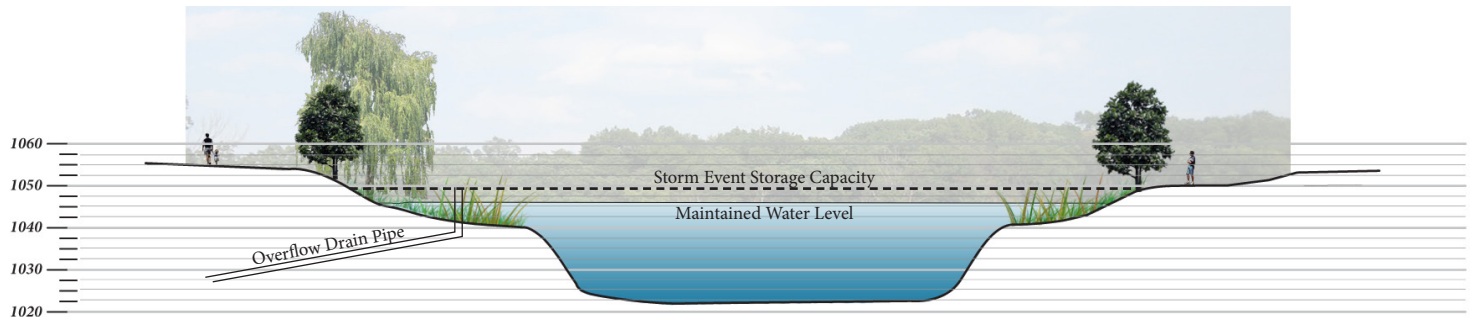 1060
Storm Event Storage Capacity
1050
Maintained Water Level
1040
Overflow Drain Pipe
1030
1020